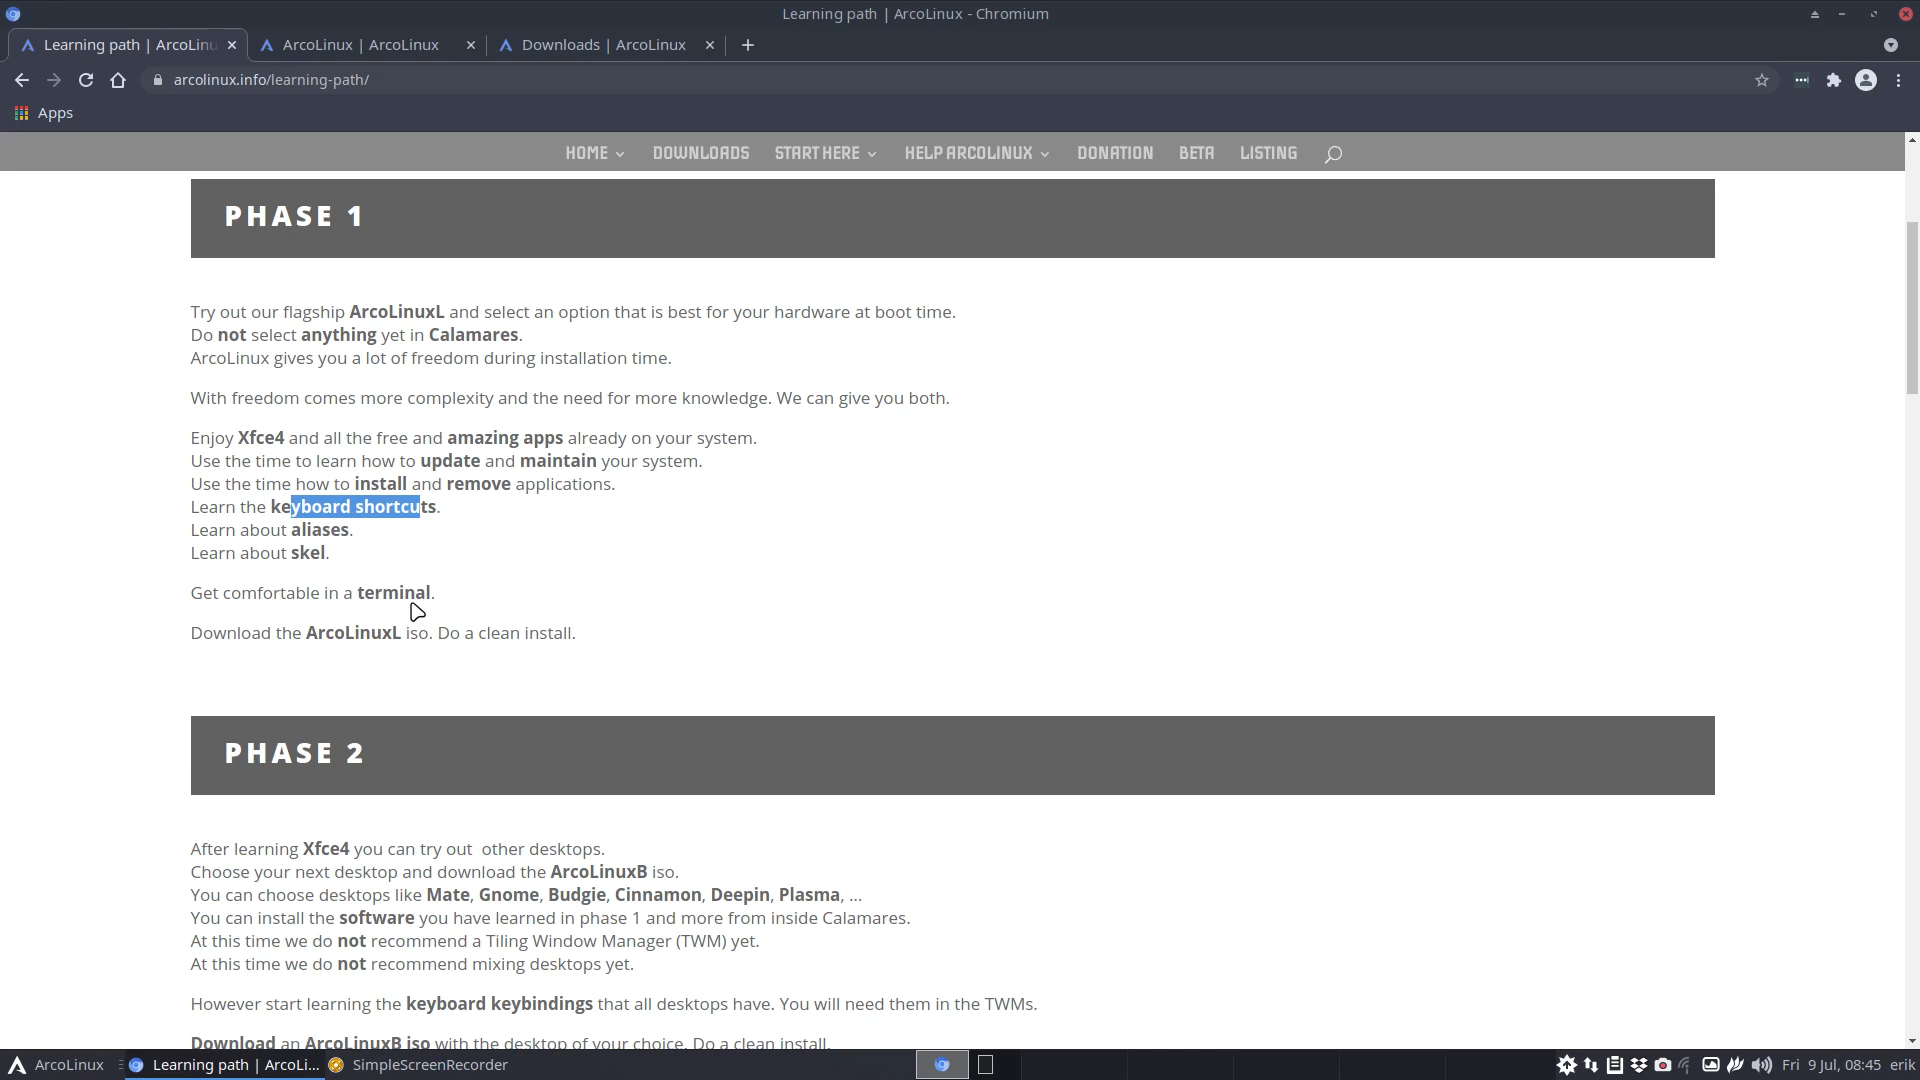 Learning path | ArcoLinux - Chromium
Learning path | ArcoLinu
ArcoLinux | ArcoLinux
Downloads | ArcoLinux
arcolinux.info/learning-path/
Apps
HOME
DOWNLOADS
START HERE
HELP ARCOLINUX
DONATION
BETA
LISTING
PHASE 1
Try out our flagship ArcoLinuxL and select an option that is best for your hardware at boot time.
Do not select anything yet in Calamares.
ArcoLinux gives you a lot of freedom during installation time.
With freedom comes more complexity and the need for more knowledge. We can give you both.
Enjoy Xfce4 and all the free and amazing apps already on your system.
Use the time to learn how to update and maintain your system.
Use the time how to install and remove applications.
Learn the keyboard shortcuts.
Learn about aliases.
Learn about skel.
Get comfortable in a terminal.
Download the ArcoLinuxL iso. Do a clean install.
PHASE 2
After learning Xfce4 you can try out  other desktops.
Choose your next desktop and download the ArcoLinuxB iso.
You can choose desktops like Mate, Gnome, Budgie, Cinnamon, Deepin, Plasma, ...
You can install the software you have learned in phase 1 and more from inside Calamares.
At this time we do not recommend a Tiling Window Manager (TWM) yet.
At this time we do not recommend mixing desktops yet.
However start learning the keyboard keybindings that all desktops have. You will need them in the TWMs.
Download an ArcoLinuxB iso with the desktop of your choice. Do a clean install.
ArcoLinux
Learning path | ArcoLi...
SimpleScreenRecorder
Fri  9 Jul, 08:45
erik